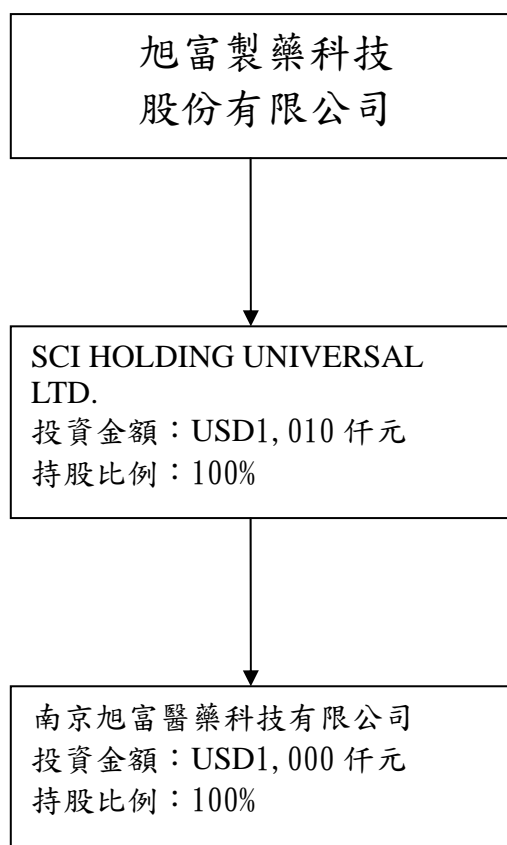 旭富製藥科技
股份有限公司
SCI HOLDING UNIVERSAL
LTD.
投資金額：USD1,010 仟元
持股比例：100%
南京旭富醫藥科技有限公司
投資金額：USD1,000 仟元
持股比例：100%